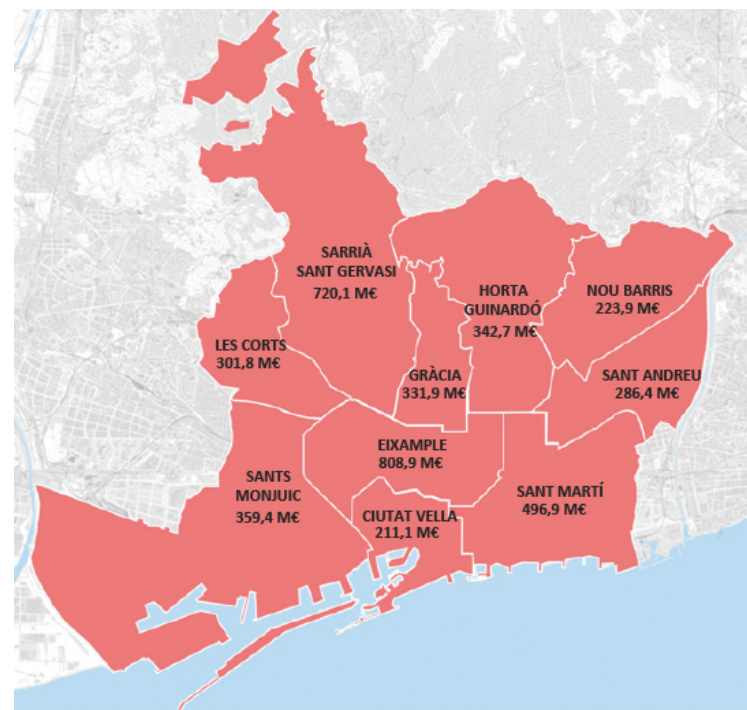 SARRIÀ
SANT GERVASI
720,1 M€
HORTA
GUINARDÓ
342,7 M€
NOU BARRIS
223,9 M€
LES CORTS
301,8 M€
GRÀCIA
331,9 M€
SANT ANDREU
286,4 M€
EIXAMPLE
808,9 M€
SANTS
MONJUIC
359,4 M€
SANT MARTÍ
496,9 M€
CIUTAT VELLA
211,1 M€